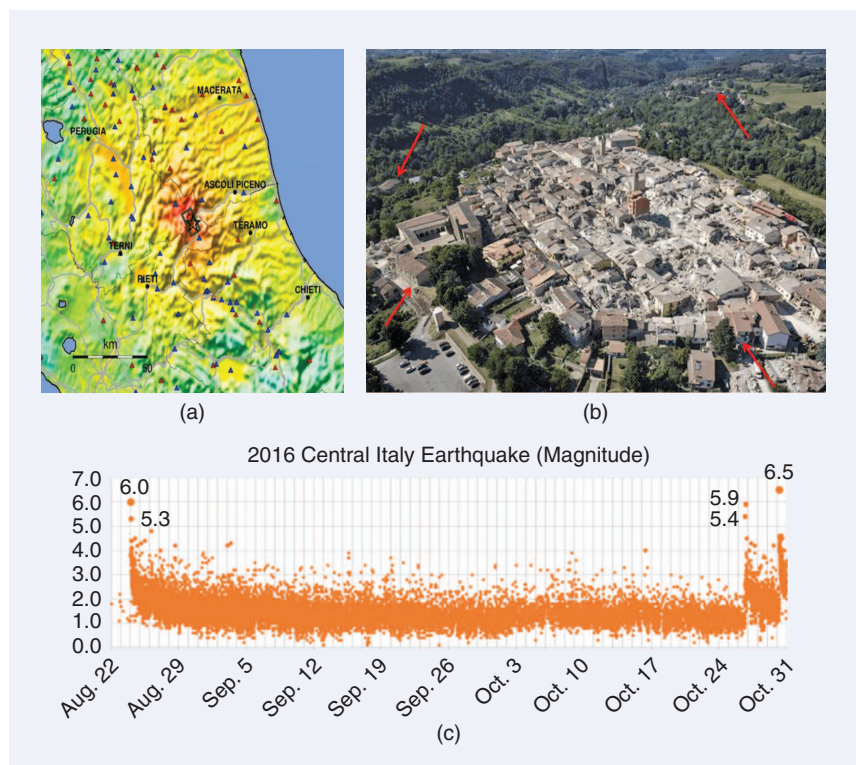 MACERATA
PERUGIA
ASCOLI PICENO
TERAMO
TERNI
RIETI
CHIETI
km
0 50
(a)
(b)
2016 Central Italy Earthquake (Magnitude)
7.0
6.0
5.0
4.0
3.0
2.0
1.0
0.0
6.0
5.3
5.9
5.4
6.5
Aug. 22
Aug. 29
Sep. 5
Sep. 12
Sep. 19
Sep. 26
Oct. 3
Oct. 10
Oct. 17
Oct. 24
Oct. 31
(c)